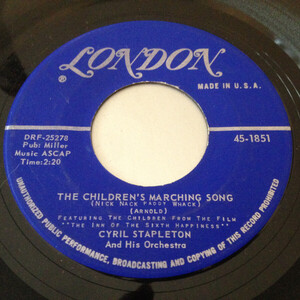 LONDON
®
MADE IN U.S.A.
DRF-25278
Pub: Miller
Music ASCAP
Time: 2:20
45-1851
THE CHILDREN'S MARCHING SONG
(NICK NACK PADDY WHACK)
(ARNOLD)
FEATURING THE CHILDREN FROM THE FILM
"THE INN OF THE SIXTH HAPPINESS"
CYRIL STAPLETON
And His Orchestra
UNAUTHORIZED PUBLIC PERFORMANCE, BROADCASTING AND COPYING OF THIS RECORD PROHIBITED